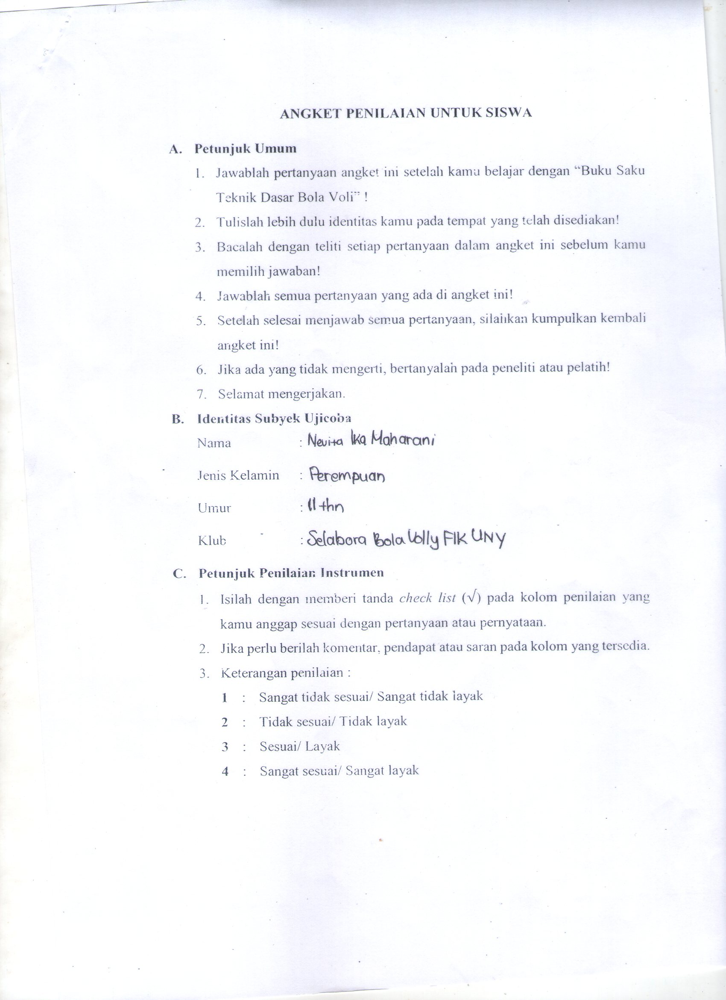 ANGKET PENILAIAN UNTUK SISWA
A. Petunjuk Umum
1. Jawablah pertanyaan angket ini setelah kamu belajar dengan “Buku Saku
Teknik Dasar Bola Voli” !
2. Tulislah lebih dulu identitas kamu pada tempat yang telah disediakan!
3. Bacalah dengan teliti setiap pertanyaan dalam angket ini sebelum kamu
memilih jawaban!
4. Jawablah semua pertanyaan yang ada di angket ini!
5. Setelah selesai menjawab semua pertanyaan, silahkan kumpulkan kembali
angket ini!
6. Jika ada yang tidak mengerti, bertanyalah pada peneliti atau pelatih!
7. Selamat mengerjakan.
B. Identitas Subyek Ujicoba
Nama : Nevita Ika Maharani
Jenis Kelamin : Perempuan
Umur : 11 thn
Klub : Selabora Bola Volly FIK UNY
C. Petunjuk Penilaian Instrumen
1. Isilah dengan memberi tanda check list (√) pada kolom penilaian yang
kamu anggap sesuai dengan pertanyaan atau pernyataan.
2. Jika perlu berilah komentar, pendapat atau saran pada kolom yang tersedia.
3. Keterangan penilaian :
1 : Sangat tidak sesuai/ Sangat tidak layak
2 : Tidak sesuai/ Tidak layak
3 : Sesuai/ Layak
4 : Sangat sesuai/ Sangat layak